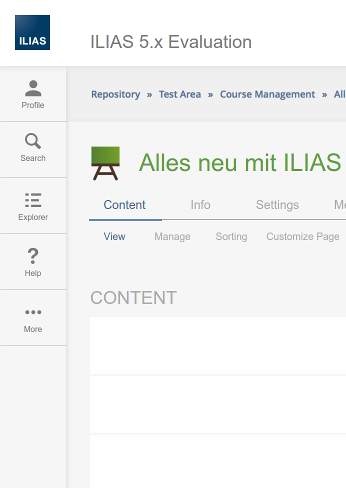 ILIAS
ILIAS 5.x Evaluation
Profile
Search
Explorer
Help
More
Repository » Test Area » Course Management » All
Alles neu mit ILIAS
Content Info Settings
View Manage Sorting Customize Page
CONTENT